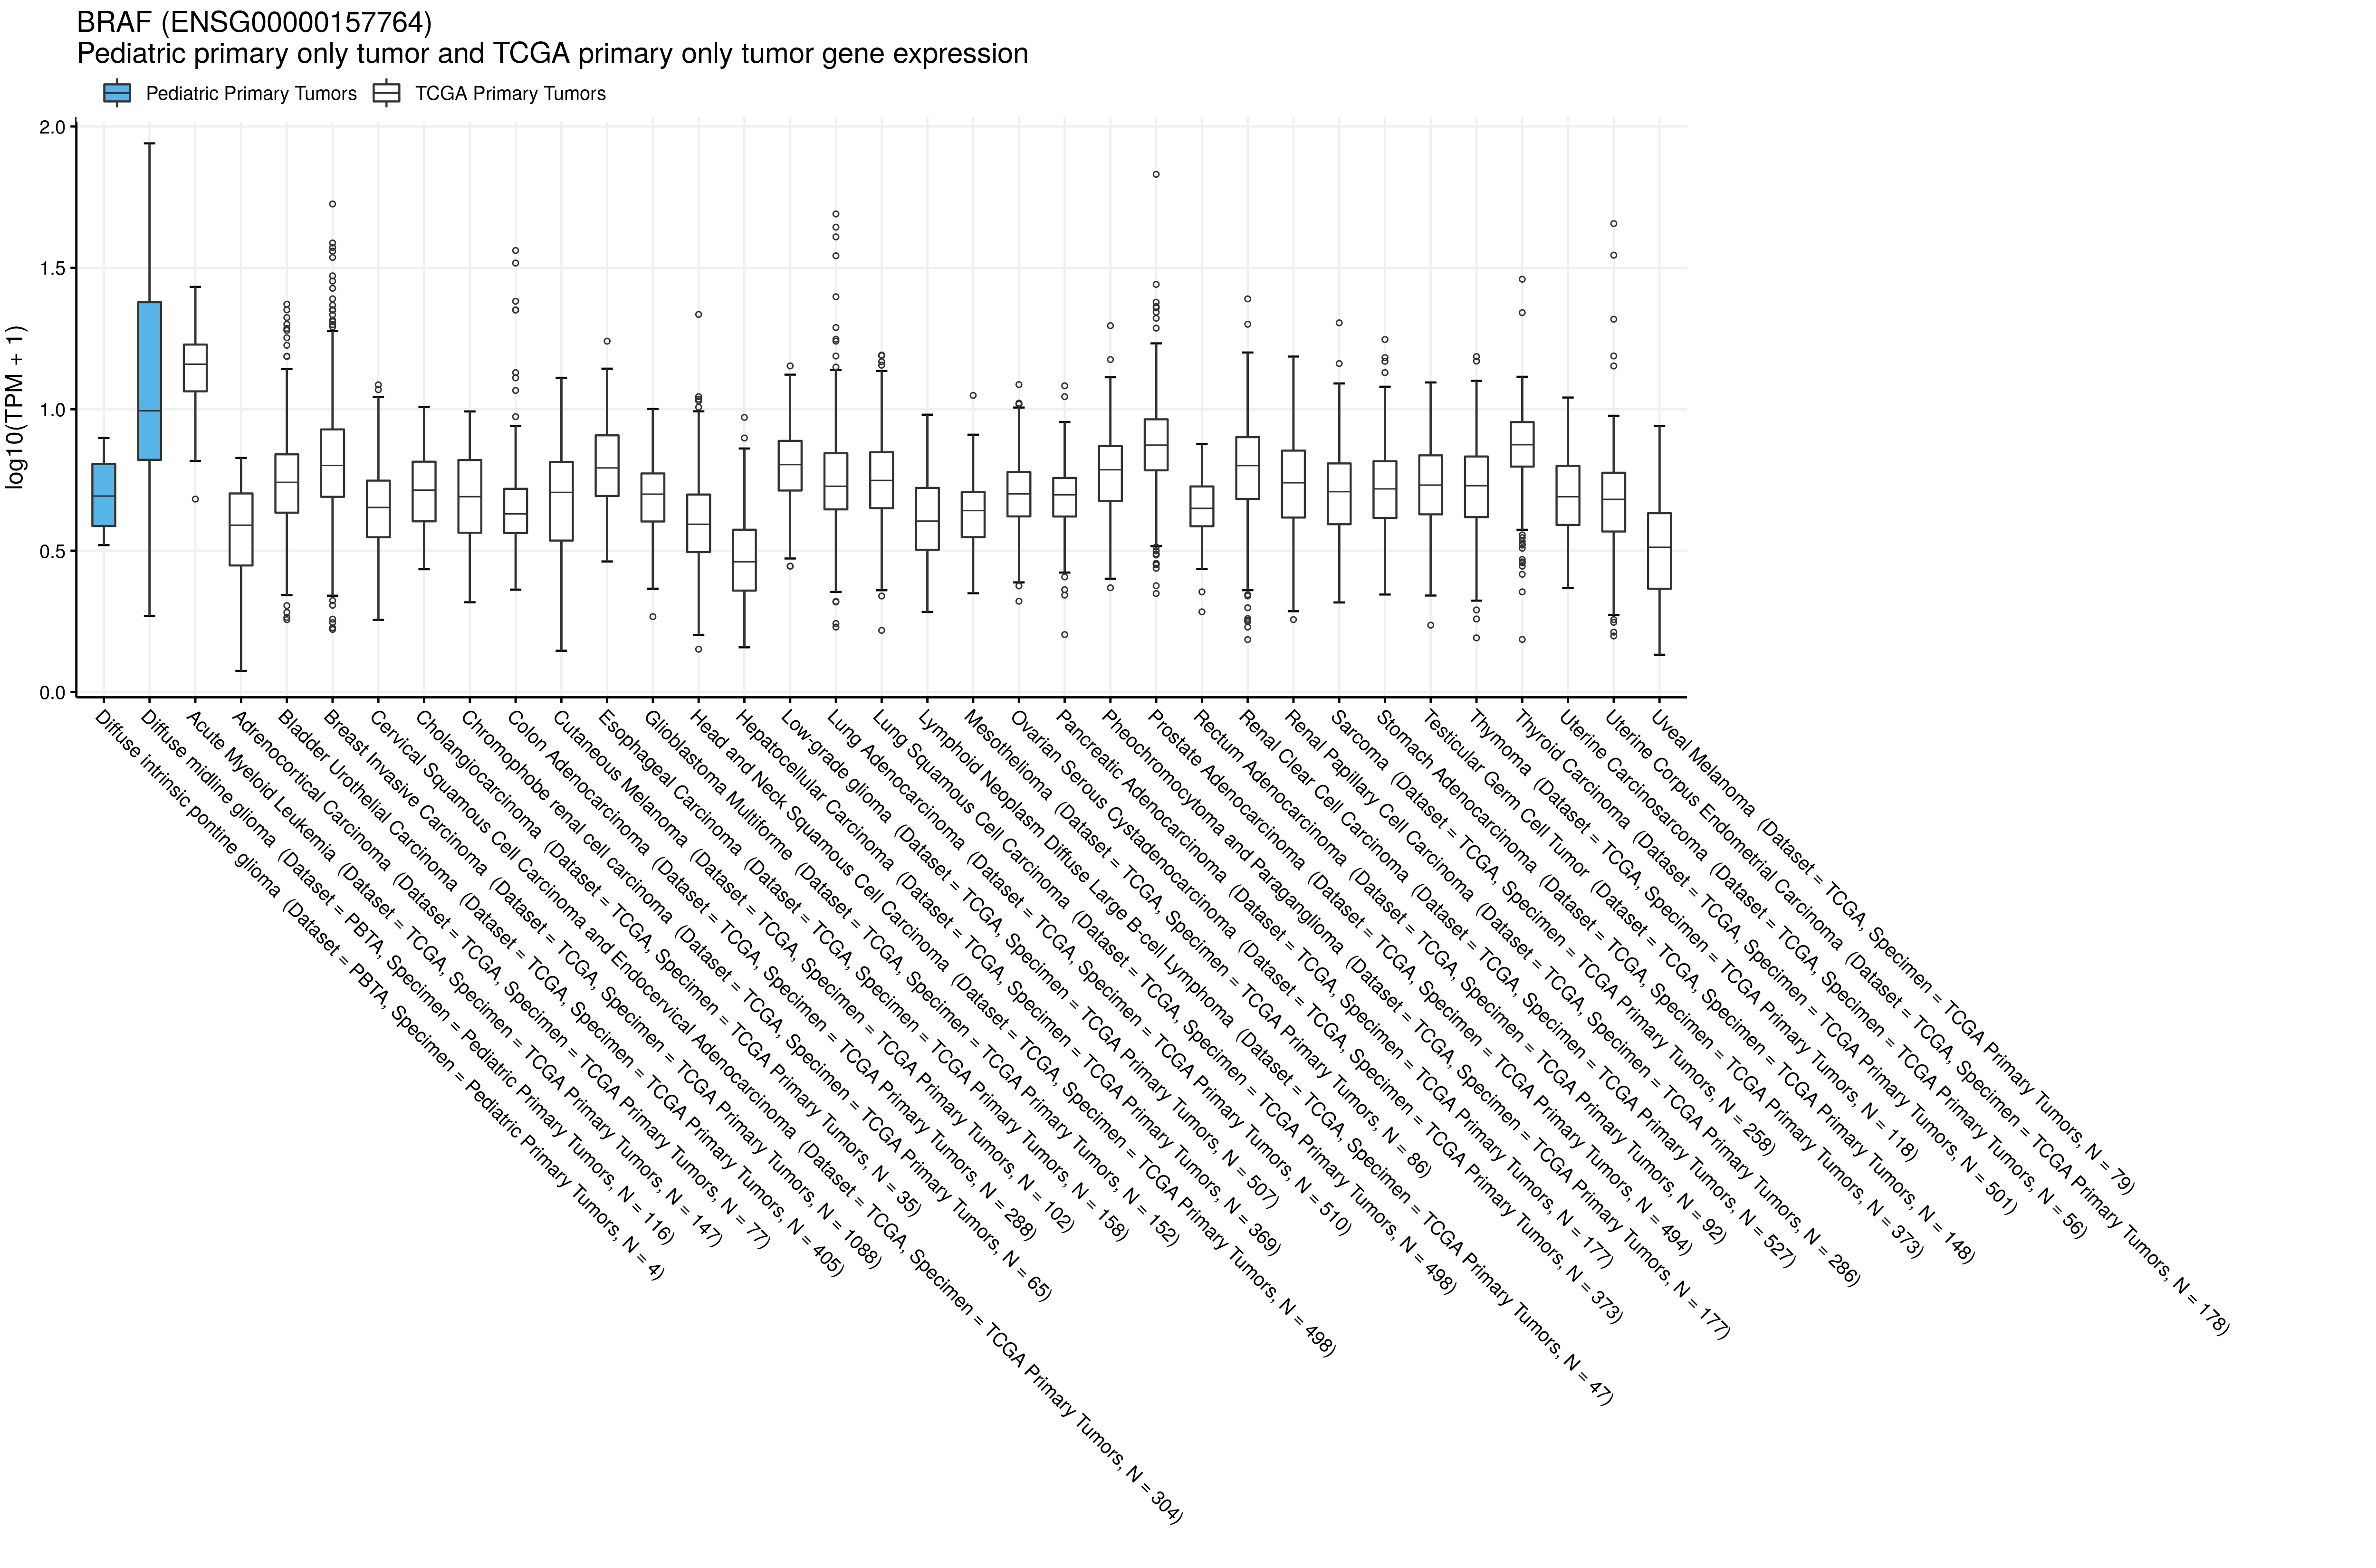 BRAF (ENSG00000157764)
Pediatric primary only tumor and TCGA primary only tumor gene expression
Pediatric Primary Tumors
TCGA Primary Tumors
log10(TPM + 1)
2.0
1.5
1.0
0.5
0.0
Diffuse intrinsic pontine glioma (Dataset = PBTA, Specimen = Pediatric Primary Tumors, N = 4)
Diffuse midline glioma (Dataset = PBTA, Specimen = Pediatric Primary Tumors, N = 116)
Acute Myeloid Leukemia (Dataset = TCGA, Specimen = TCGA Primary Tumors, N = 147)
Adrenocortical Carcinoma (Dataset = TCGA, Specimen = TCGA Primary Tumors, N = 77)
Bladder Urothelial Carcinoma (Dataset = TCGA, Specimen = TCGA Primary Tumors, N = 405)
Breast Invasive Carcinoma (Dataset = TCGA, Specimen = TCGA Primary Tumors, N = 1088)
Cervical Squamous Cell Carcinoma and Endocervical Adenocarcinoma (Dataset = TCGA, Specimen = TCGA Primary Tumors, N = 304)
Cholangiocarcinoma (Dataset = TCGA, Specimen = TCGA Primary Tumors, N = 35)
Chromophobe renal cell carcinoma (Dataset = TCGA, Specimen = TCGA Primary Tumors, N = 65)
Colon Adenocarcinoma (Dataset = TCGA, Specimen = TCGA Primary Tumors, N = 288)
Cutaneous Melanoma (Dataset = TCGA, Specimen = TCGA Primary Tumors, N = 102)
Esophageal Carcinoma (Dataset = TCGA, Specimen = TCGA Primary Tumors, N = 158)
Glioblastoma Multiforme (Dataset = TCGA, Specimen = TCGA Primary Tumors, N = 152)
Head and Neck Squamous Cell Carcinoma (Dataset = TCGA, Specimen = TCGA Primary Tumors, N = 498)
Hepatocellular Carcinoma (Dataset = TCGA, Specimen = TCGA Primary Tumors, N = 369)
Low-grade glioma (Dataset = TCGA, Specimen = TCGA Primary Tumors, N = 507)
Lung Adenocarcinoma (Dataset = TCGA, Specimen = TCGA Primary Tumors, N = 510)
Lung Squamous Cell Carcinoma (Dataset = TCGA, Specimen = TCGA Primary Tumors, N = 498)
Lymphoid Neoplasm Diffuse Large B-cell Lymphoma (Dataset = TCGA, Specimen = TCGA Primary Tumors, N = 47)
Mesothelioma (Dataset = TCGA, Specimen = TCGA Primary Tumors, N = 86)
Ovarian Serous Cystadenocarcinoma (Dataset = TCGA, Specimen = TCGA Primary Tumors, N = 373)
Pancreatic Adenocarcinoma (Dataset = TCGA, Specimen = TCGA Primary Tumors, N = 177)
Pheochromocytoma and Paraganglioma (Dataset = TCGA, Specimen = TCGA Primary Tumors, N = 177)
Prostate Adenocarcinoma (Dataset = TCGA, Specimen = TCGA Primary Tumors, N = 494)
Rectum Adenocarcinoma (Dataset = TCGA, Specimen = TCGA Primary Tumors, N = 92)
Renal Clear Cell Carcinoma (Dataset = TCGA, Specimen = TCGA Primary Tumors, N = 527)
Renal Papillary Cell Carcinoma (Dataset = TCGA, Specimen = TCGA Primary Tumors, N = 286)
Sarcoma (Dataset = TCGA, Specimen = TCGA Primary Tumors, N = 258)
Stomach Adenocarcinoma (Dataset = TCGA, Specimen = TCGA Primary Tumors, N = 373)
Testicular Germ Cell Tumor (Dataset = TCGA, Specimen = TCGA Primary Tumors, N = 148)
Thymoma (Dataset = TCGA, Specimen = TCGA Primary Tumors, N = 118)
Thyroid Carcinoma (Dataset = TCGA, Specimen = TCGA Primary Tumors, N = 501)
Uterine Carcinosarcoma (Dataset = TCGA, Specimen = TCGA Primary Tumors, N = 56)
Uterine Corpus Endometrial Carcinoma (Dataset = TCGA, Specimen = TCGA Primary Tumors, N = 178)
Uveal Melanoma (Dataset = TCGA, Specimen = TCGA Primary Tumors, N = 79)